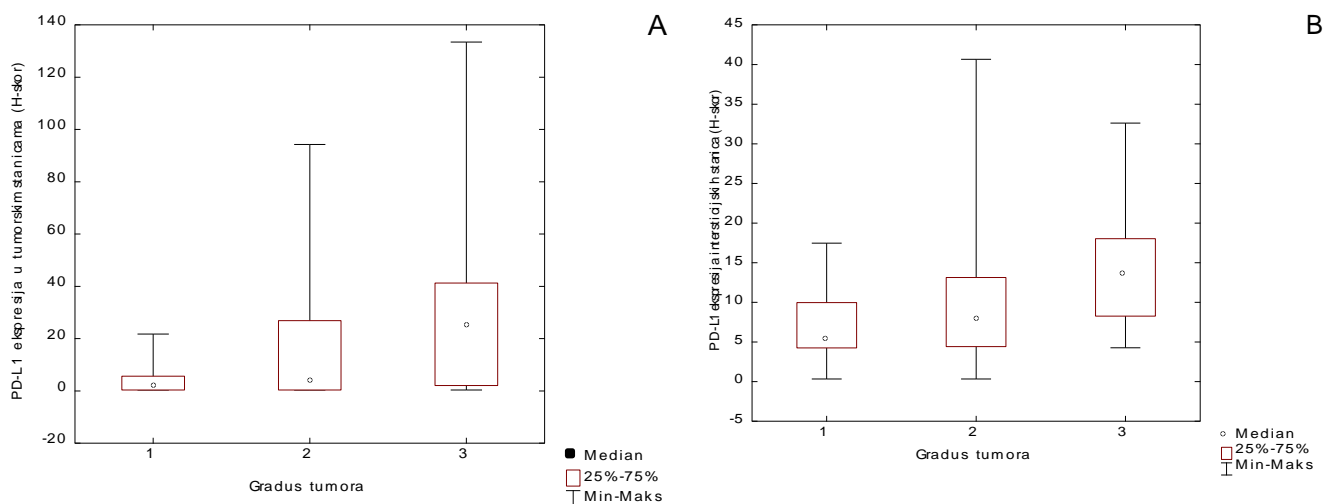 A
PD-L1 ekspresija u tumorskim stanicama (H-skor)
140
120
100
80
60
40
20
0
-20
1 2 3
Gradus tumora
Median
25%-75%
Min-Maks
B
PD-L1 ekspresija intersticijskih stanica (H-skor)
45
40
35
30
25
20
15
10
5
0
-5
1 2 3
Gradus tumora
Median
25%-75%
Min-Maks